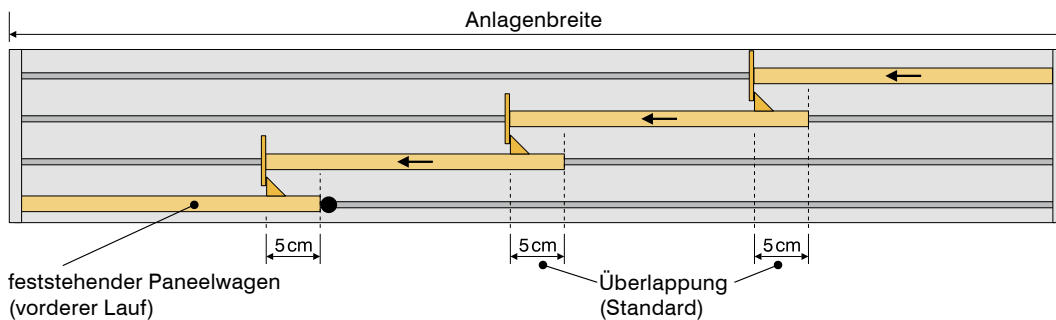 Anlagenbreite
5 cm
5 cm
5 cm
feststehender Paneelwagen
(vorderer Lauf)
Überlappung
(Standard)